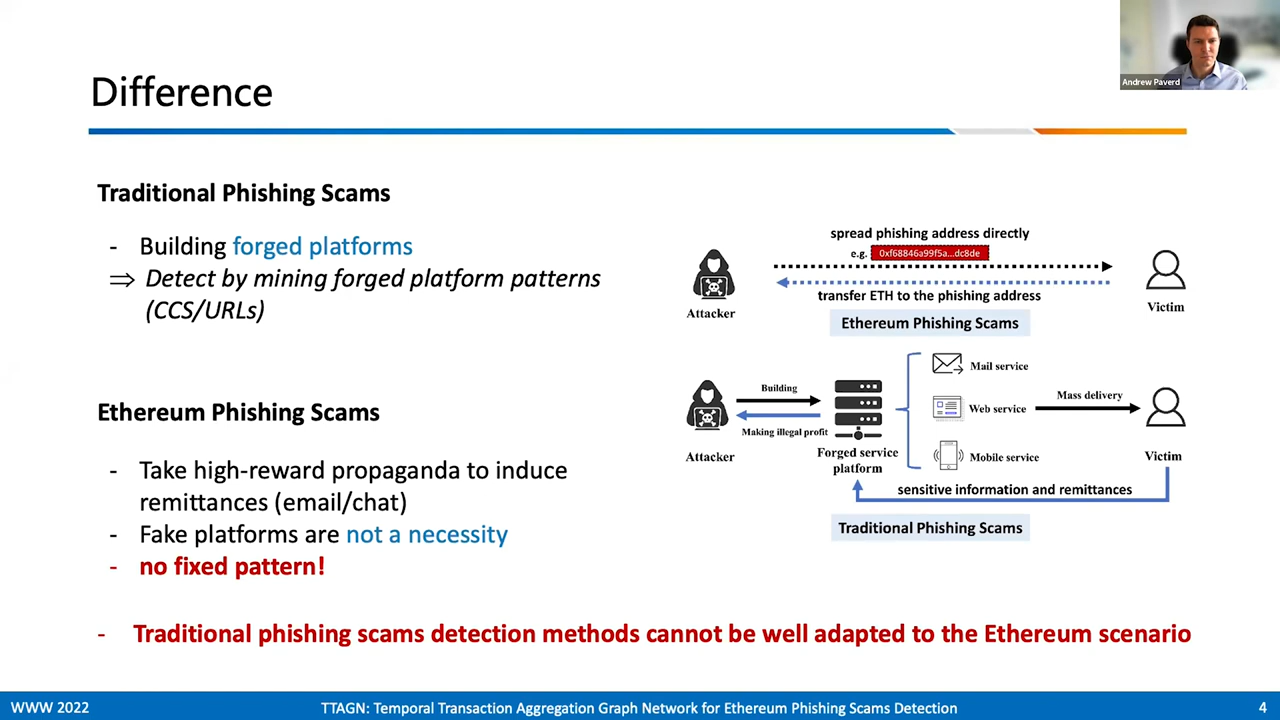 Andrew Paverd
Difference
Traditional Phishing Scams
- Building forged platforms
⇒ Detect by mining forged platform patterns
(CCS/URLs)
Ethereum Phishing Scams
- Take high-reward propaganda to induce
remittances (email/chat)
- Fake platforms are not a necessity
- no fixed pattern!
spread phishing address directly
e.g. 0xf68846a99f5a...dc8de
transfer ETH to the phishing address
Attacker
Victim
Ethereum Phishing Scams
Building
Making illegal profit
Attacker
Forged service
platform
Mail service
Web service
Mobile service
Mass delivery
Victim
sensitive information and remittances
Traditional Phishing Scams
- Traditional phishing scams detection methods cannot be well adapted to the Ethereum scenario
WWW 2022
TTAGN: Temporal Transaction Aggregation Graph Network for Ethereum Phishing Scams Detection
4